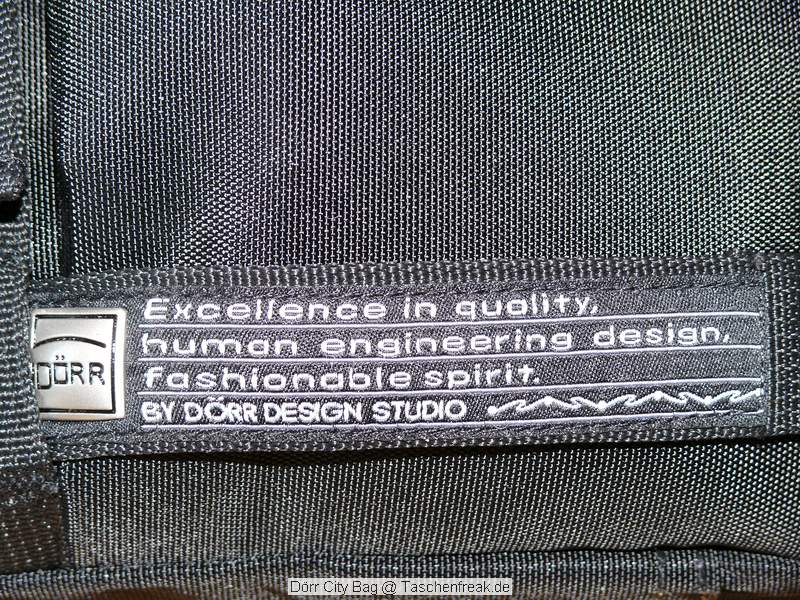 Excellence in quality,
human engineering design,
fashionable spirit.
BY DÖRR DESIGN STUDIO
DÖRR
Dörr City Bag @ Taschenfreak.de